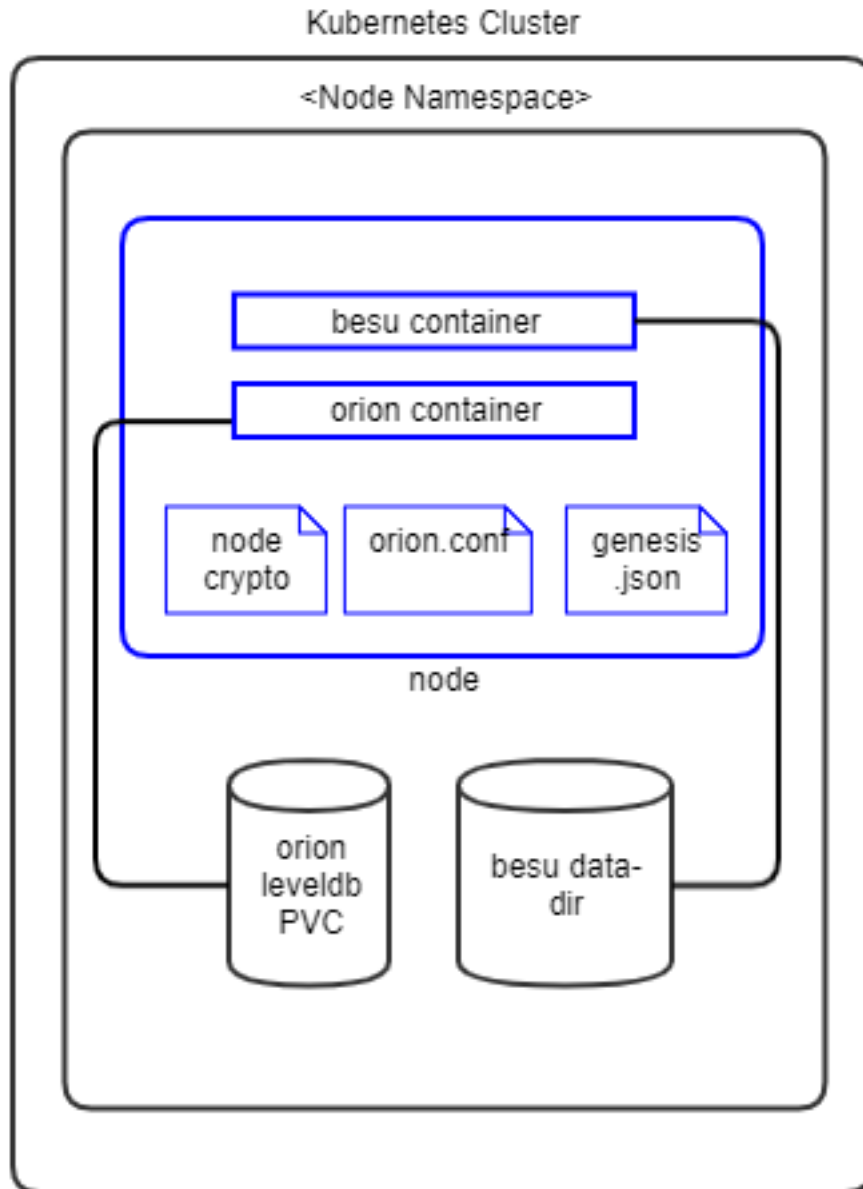 Kubernetes Cluster
<Node Namespace>
besu container
orion container
node
crypto
orion.conf
genesis
.json
node
orion
leveldb
PVC
besu data-
dir